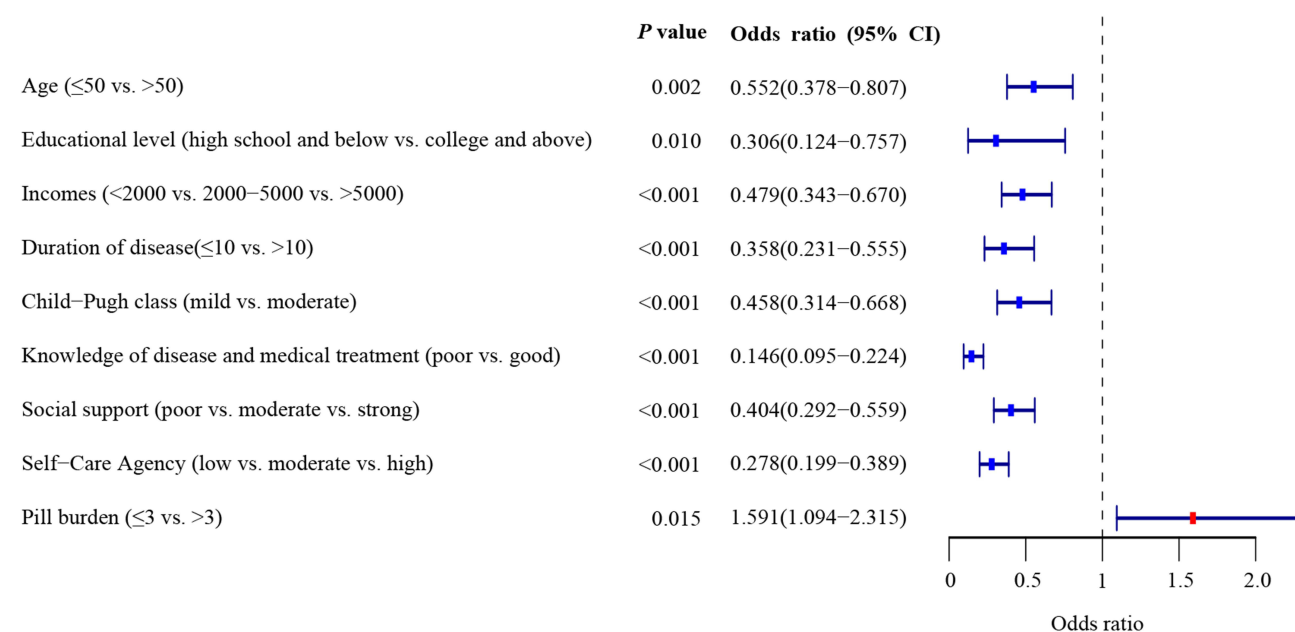 P value Odds ratio (95% CI)
Age (≤50 vs. >50) 0.002 0.552(0.378−0.807)
Educational level (high school and below vs. college and above) 0.010 0.306(0.124−0.757)
Incomes (<2000 vs. 2000−5000 vs. >5000) <0.001 0.479(0.343−0.670)
Duration of disease(≤10 vs. >10) <0.001 0.358(0.231−0.555)
Child−Pugh class (mild vs. moderate) <0.001 0.458(0.314−0.668)
Knowledge of disease and medical treatment (poor vs. good) <0.001 0.146(0.095−0.224)
Social support (poor vs. moderate vs. strong) <0.001 0.404(0.292−0.559)
Self−Care Agency (low vs. moderate vs. high) <0.001 0.278(0.199−0.389)
Pill burden (≤3 vs. >3) 0.015 1.591(1.094−2.315)
0 0.5 1 1.5 2.0
Odds ratio